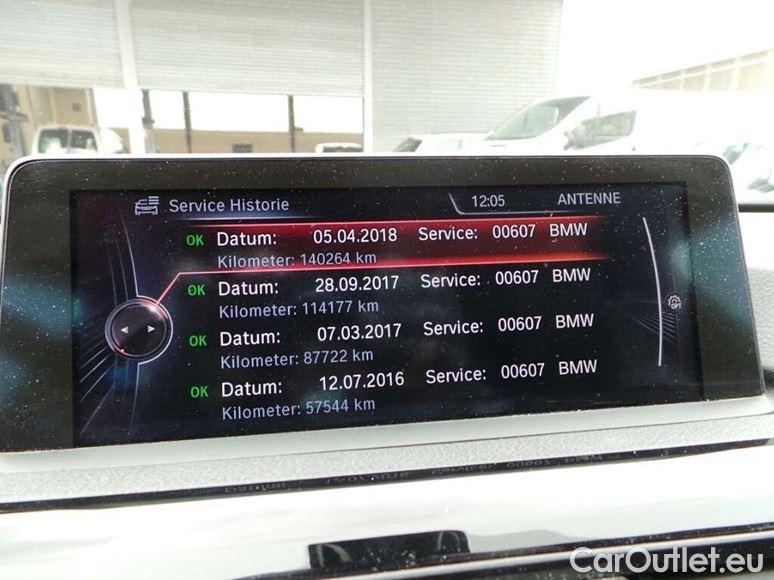 Service Historie 12:05 ANTENNE
OK Datum: 05.04.2018 Service: 00607 BMW
Kilometer: 140264 km
OK Datum: 28.09.2017 Service: 00607 BMW
Kilometer: 114177 km
OK Datum: 07.03.2017 Service: 00607 BMW
Kilometer: 87722 km
OK Datum: 12.07.2016 Service: 00607 BMW
Kilometer: 57544 km
OPT
CarOutlet.eu